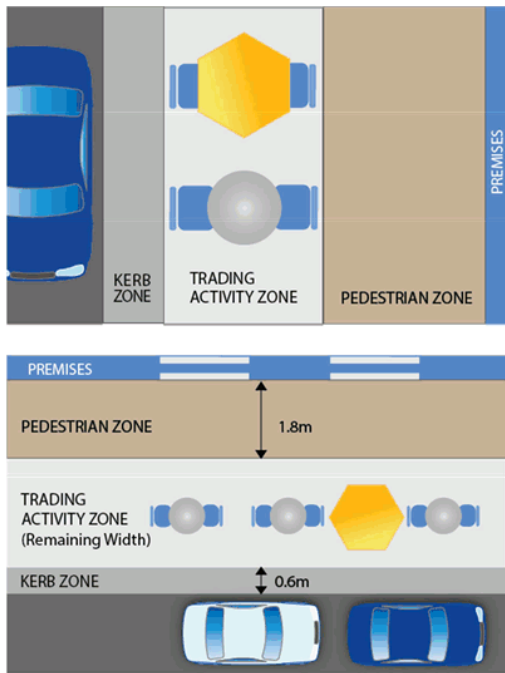 KERB
ZONE
TRADING
ACTIVITY ZONE
PEDESTRIAN ZONE
PREMISES
PREMISES
PEDESTRIAN ZONE
1.8m
TRADING
ACTIVITY ZONE
(Remaining Width)
KERB ZONE
0.6m